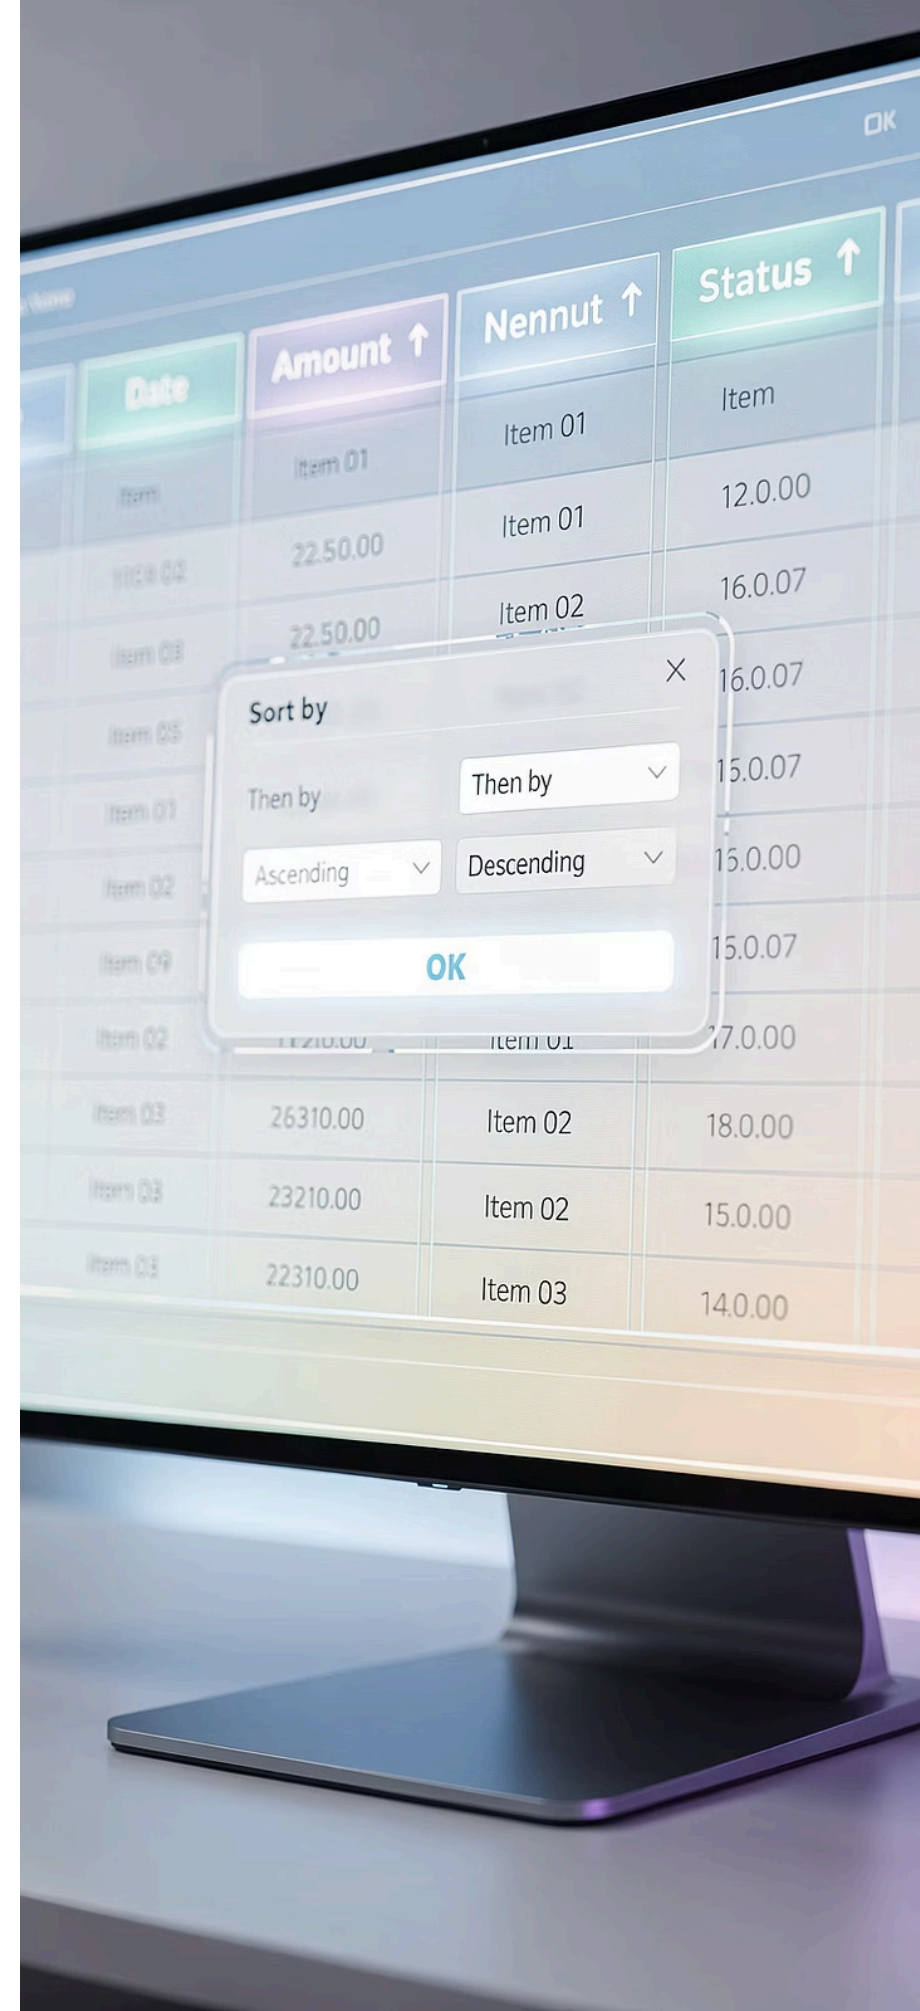 OK
Date Amount ↑ Nennut ↑ Status ↑
Item Item 01 Item 01 Item
22.50.00 Item 01 12.0.00
Item 03 22.50.00 Item 02 16.0.07
16.0.07
Sort by X
Item 05
Then by Then by
15.0.07
Item 01
Ascending Descending
15.0.00
Item 02
OK
15.0.07
Item 09
Item 02 Item 01 17.0.00
Item 03 26310.00 Item 02 18.0.00
Item 03 23210.00 Item 02 15.0.00
Item 03 22310.00 Item 03 14.0.00